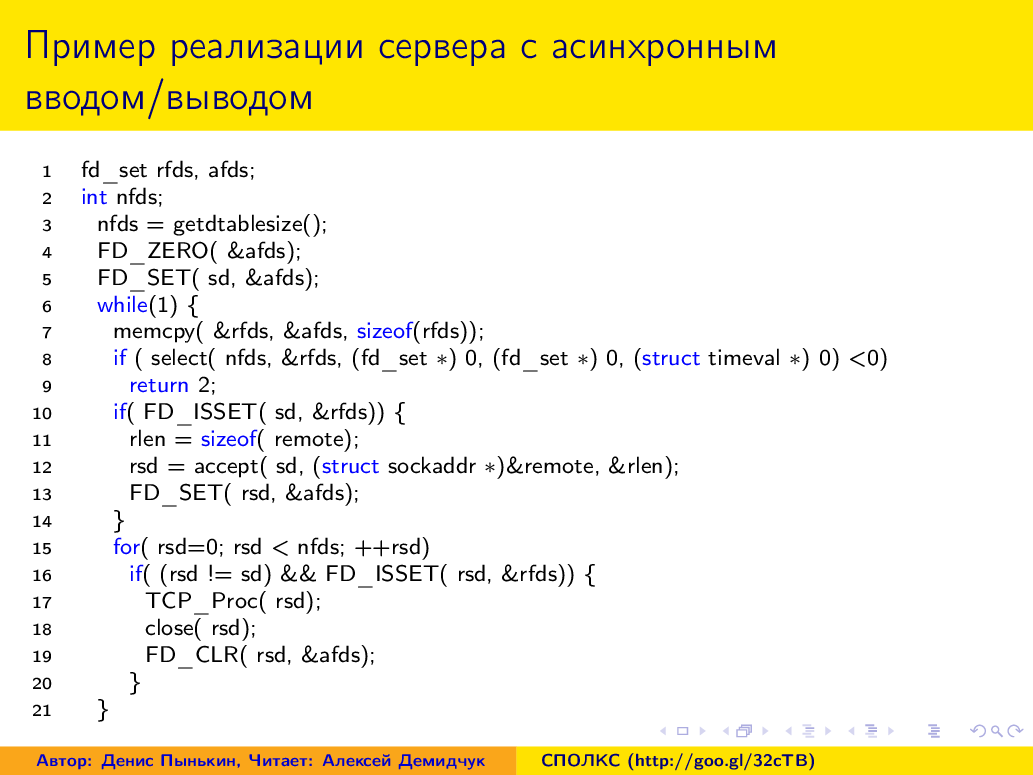 Пример реализации сервера с асинхронным
вводом/выводом
1 fd_set rfds, afds;
2 int nfds;
3 nfds = getdtablesize();
4 FD_ZERO( &afds);
5 FD_SET( sd, &afds);
6 while(1) {
7 memcpy( &rfds, &afds, sizeof(rfds));
8 if ( select( nfds, &rfds, (fd_set *) 0, (fd_set *) 0, (struct timeval *) 0) <0)
9 return 2;
10 if( FD_ISSET( sd, &rfds)) {
11 rlen = sizeof( remote);
12 rsd = accept( sd, (struct sockaddr *)&remote, &rlen);
13 FD_SET( rsd, &afds);
14 }
15 for( rsd=0; rsd < nfds; ++rsd)
16 if( (rsd != sd) && FD_ISSET( rsd, &rfds)) {
17 TCP_Proc( rsd);
18 close( rsd);
19 FD_CLR( rsd, &afds);
20 }
21 }
Автор: Денис Пынькин, Читает: Алексей Демидчук СПОЛКС (http://goo.gl/32cTB)